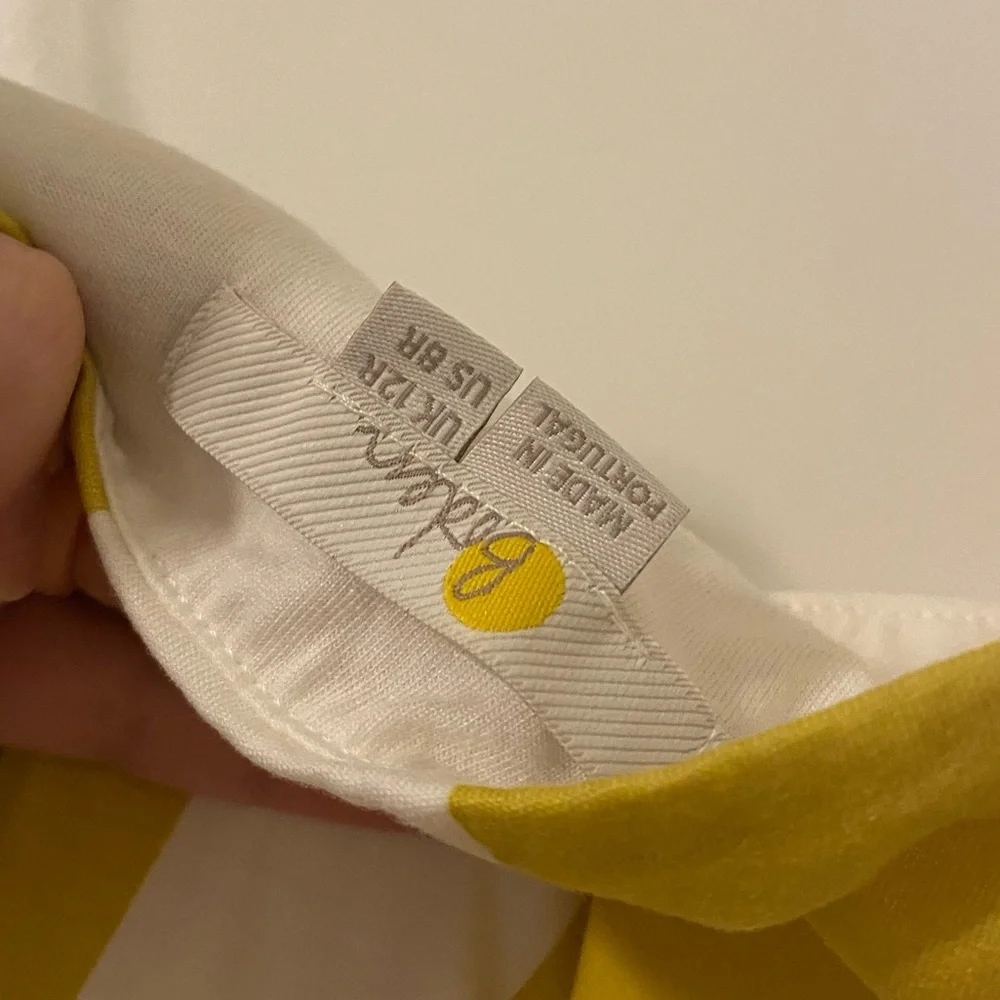 Boden
UK 12R
US 8R
MADE IN
PORTUGAL